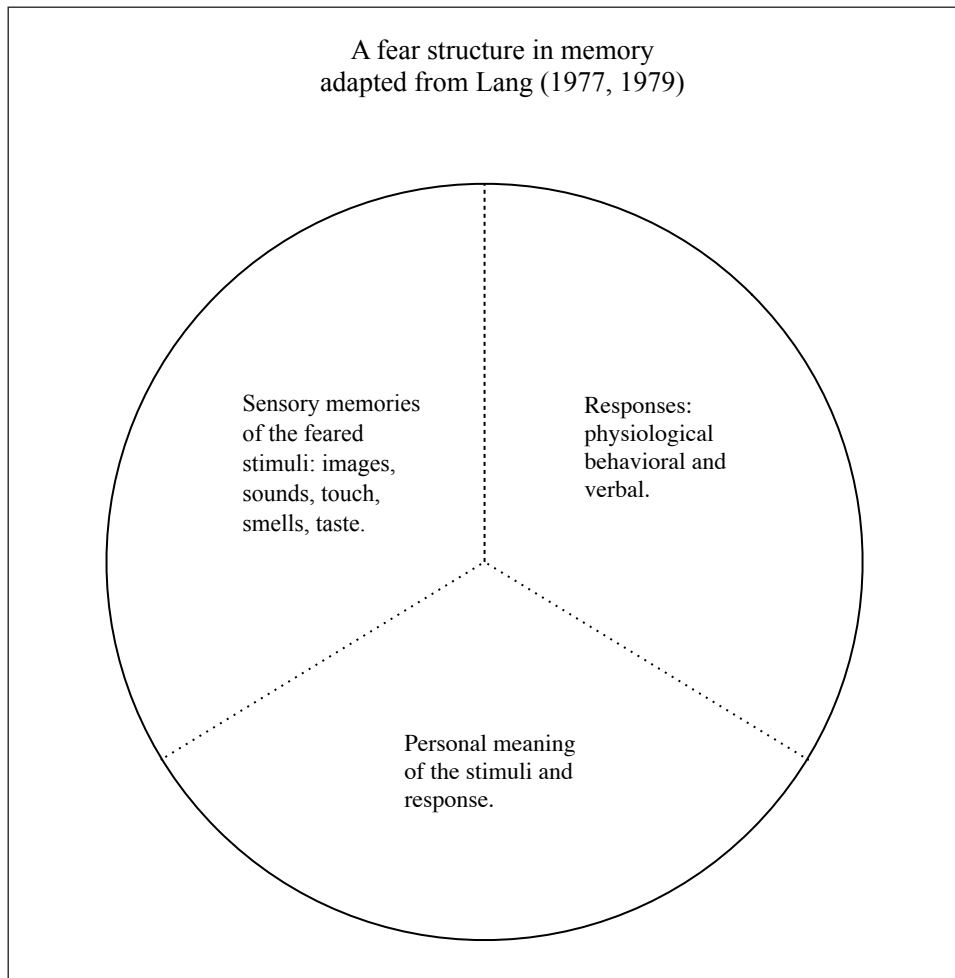 A fear structure in memory
adapted from Lang (1977, 1979)
Sensory memories
of the feared
stimuli: images,
sounds, touch,
smells, taste.
Responses:
physiological
behavioral and
verbal.
Personal meaning
of the stimuli and
response.